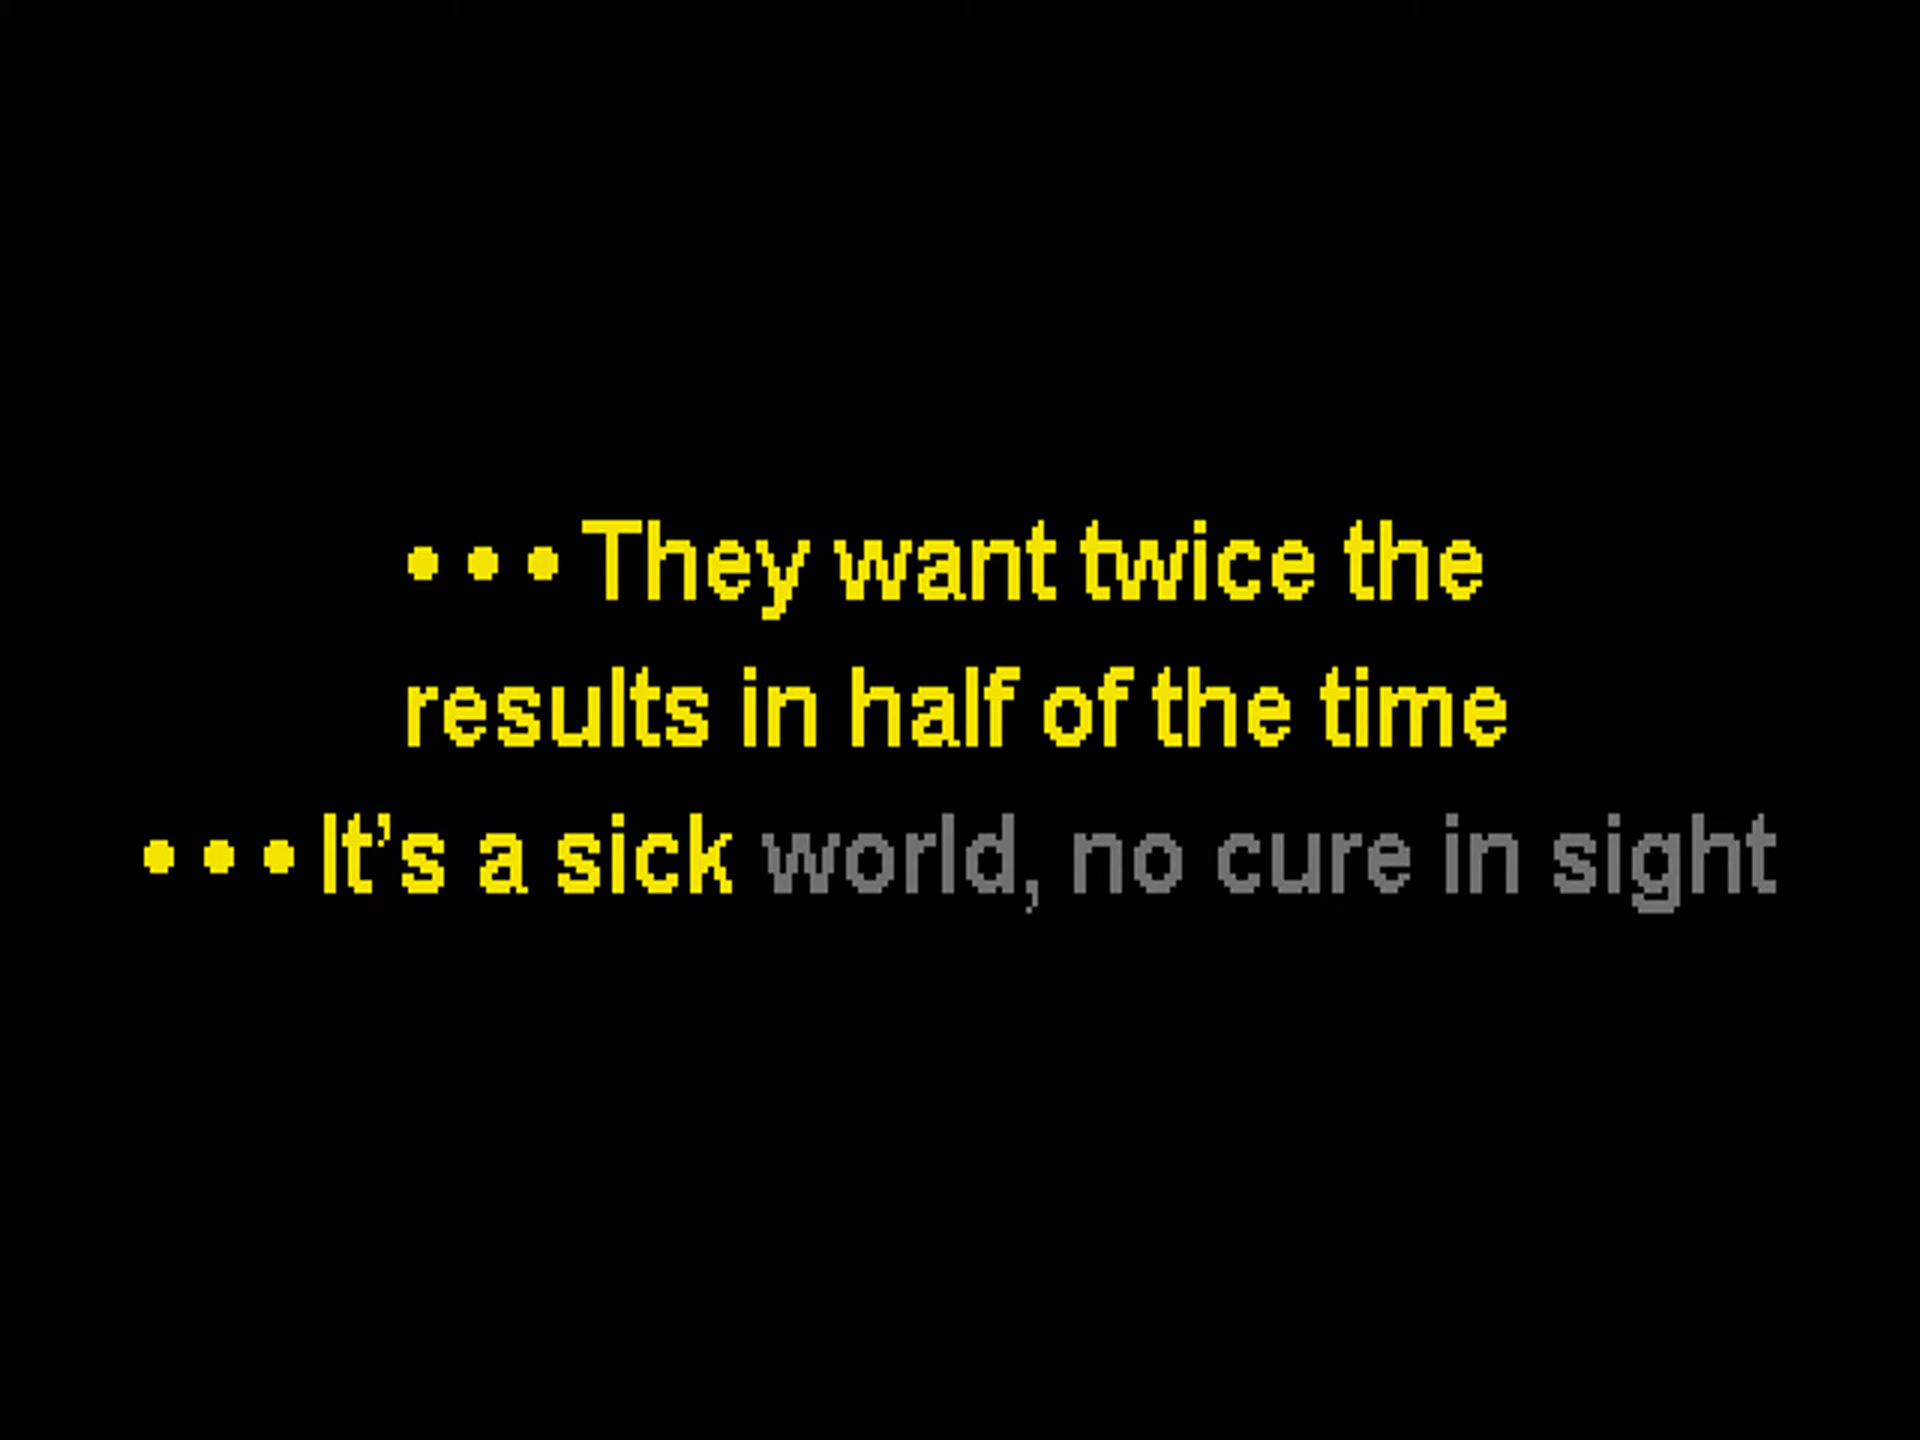 •••They want twice the
results in half of the time
•••It's a sick world, no cure in sight